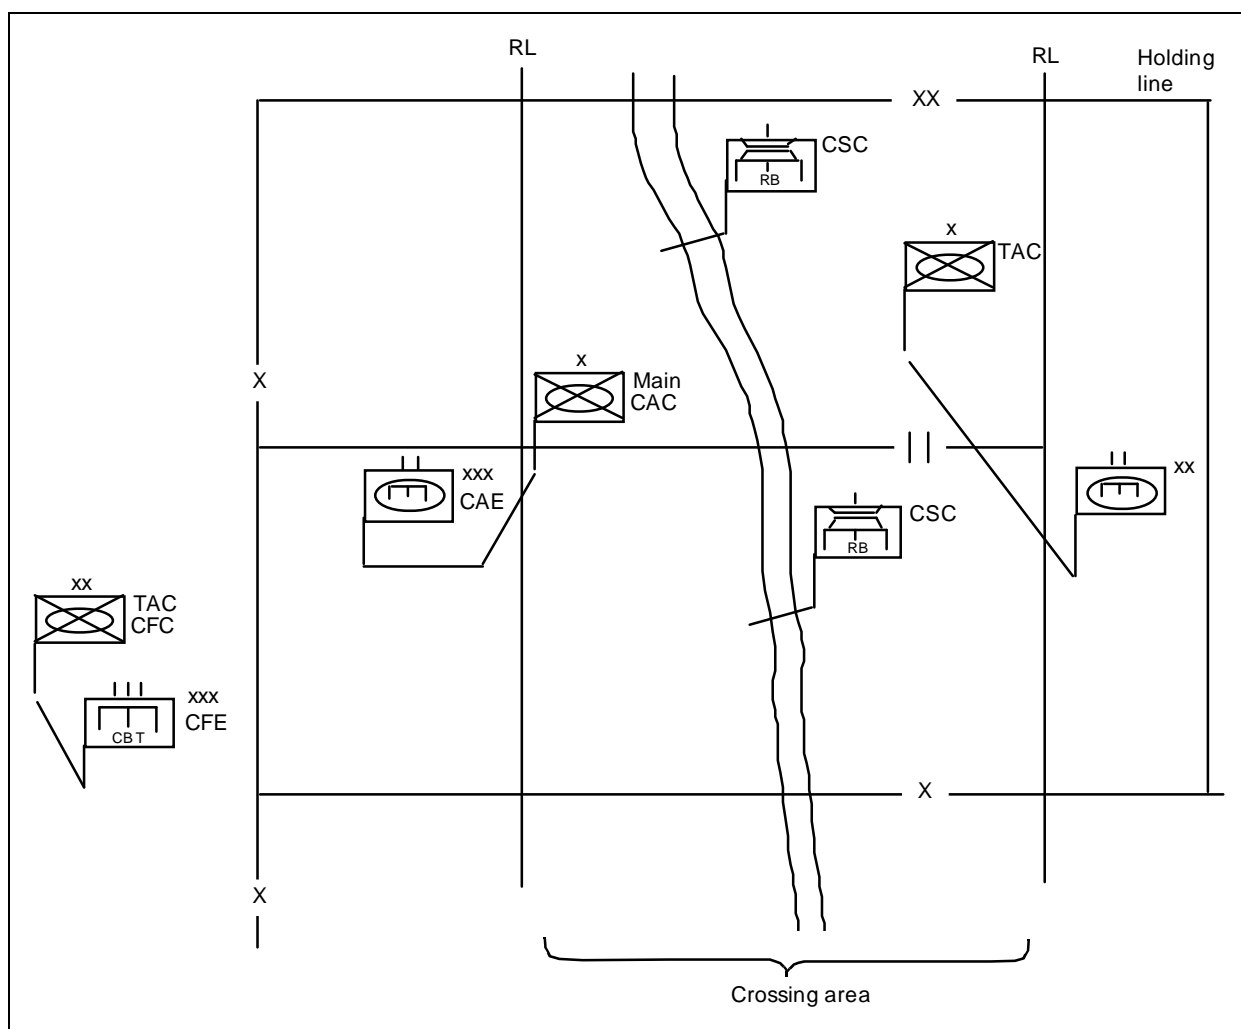 RL
RL
Holding
line
XX
CSC
RB
x
TAC
x
Main
CAC
X
xxx
CAE
xx
CSC
RB
xx
TAC
CFC
xxx
CFE
CBT
X
X
Crossing area